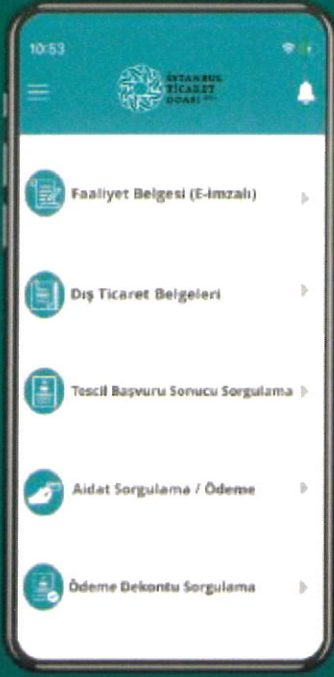 10:53
İSTANBUL
TİCARET
ODASI
Faaliyet Belgesi (E-İmzalı)
Dış Ticaret Belgeleri
Tescil Başvuru Sonucu Sorgulama
Aidat Sorgulama / Ödeme
Ödeme Dekontu Sorgulama